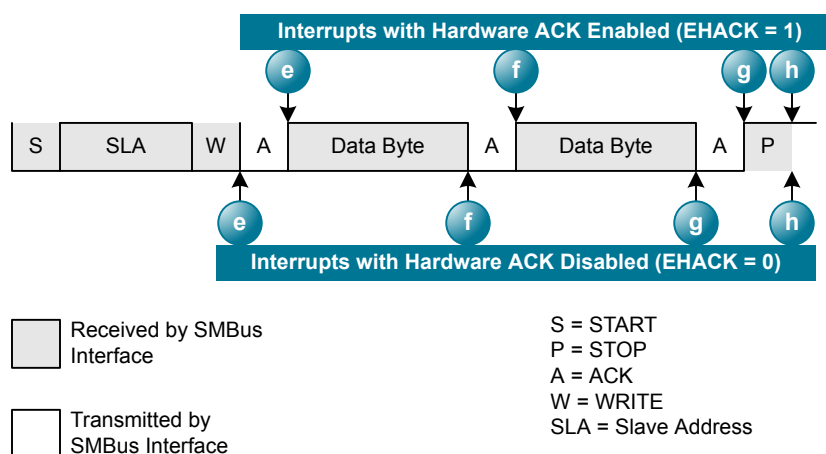 Interrupts with Hardware ACK Enabled (EHACK = 1)
e f g h
S SLA W A Data Byte A Data Byte A P
e f g h
Interrupts with Hardware ACK Disabled (EHACK = 0)
Received by SMBus
Interface
Transmitted by
SMBus Interface
S = START
P = STOP
A = ACK
W = WRITE
SLA = Slave Address